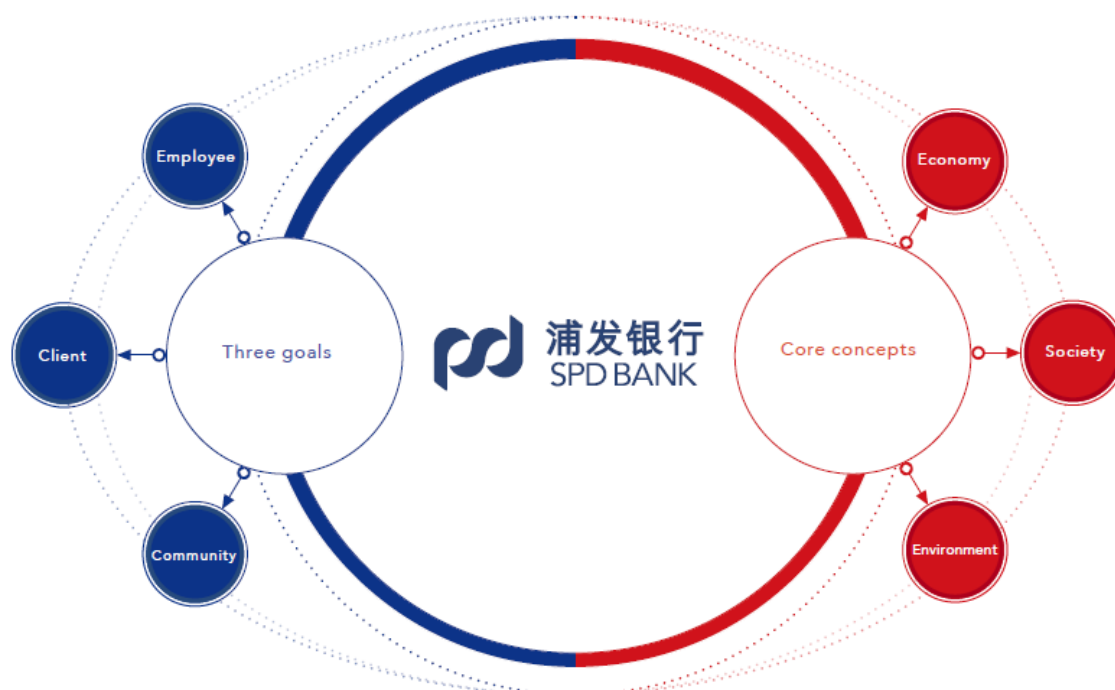 Employee
Economy
Client
Three goals
浦发银行
SPD BANK
Core concepts
Society
Community
Environment